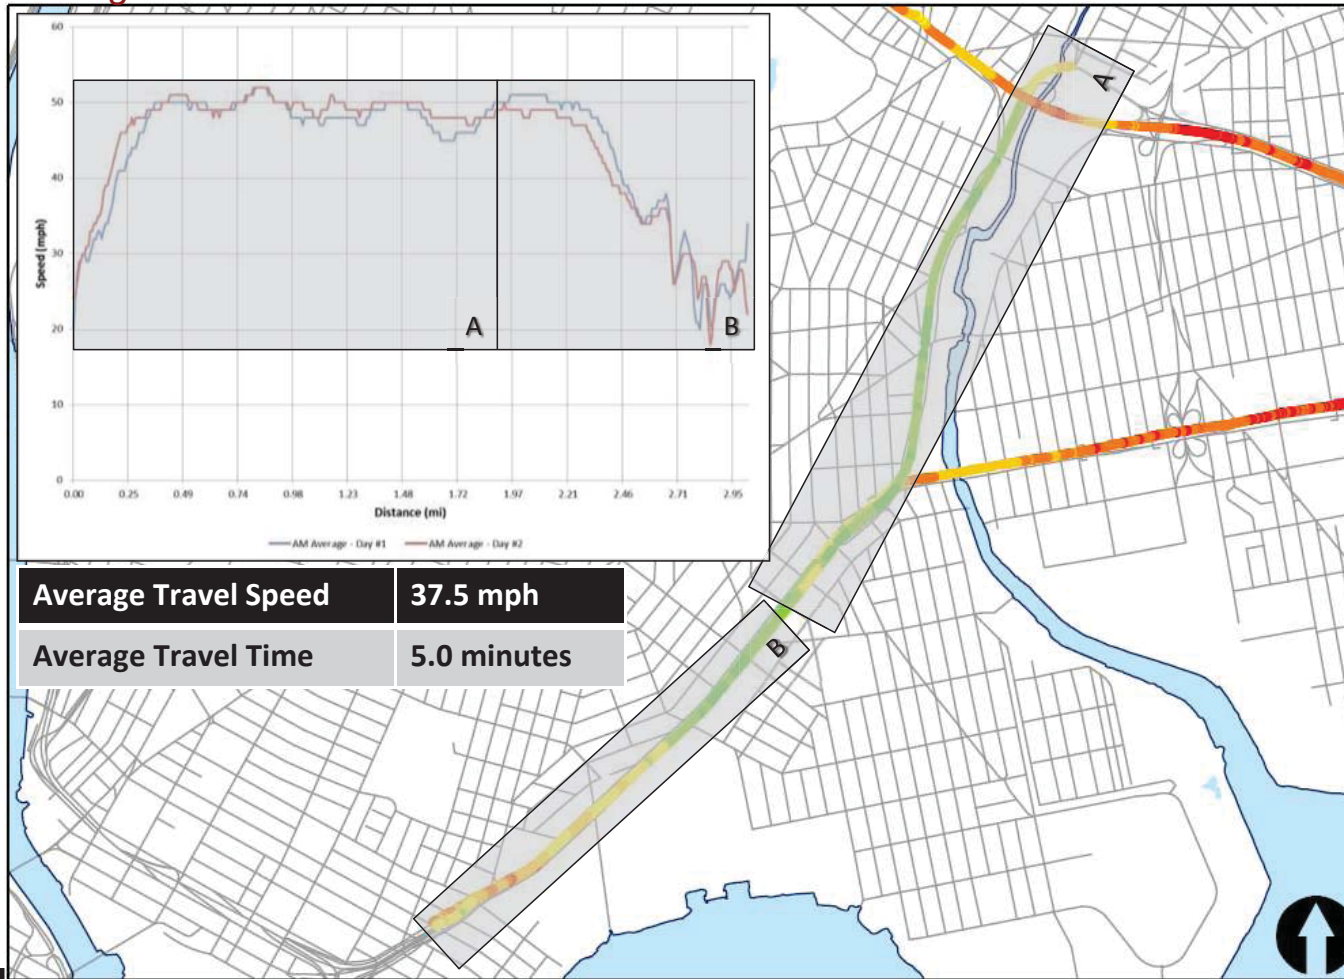 60
50
40
30
20
10
0
Speed (mph)
0.00 0.25 0.49 0.74 0.98 1.23 1.48 1.72 1.97 2.21 2.46 2.71 2.95
Distance (mi)
AM Average - Day #1 AM Average - Day #2
A
B
Average Travel Speed 37.5 mph
Average Travel Time 5.0 minutes
A
B